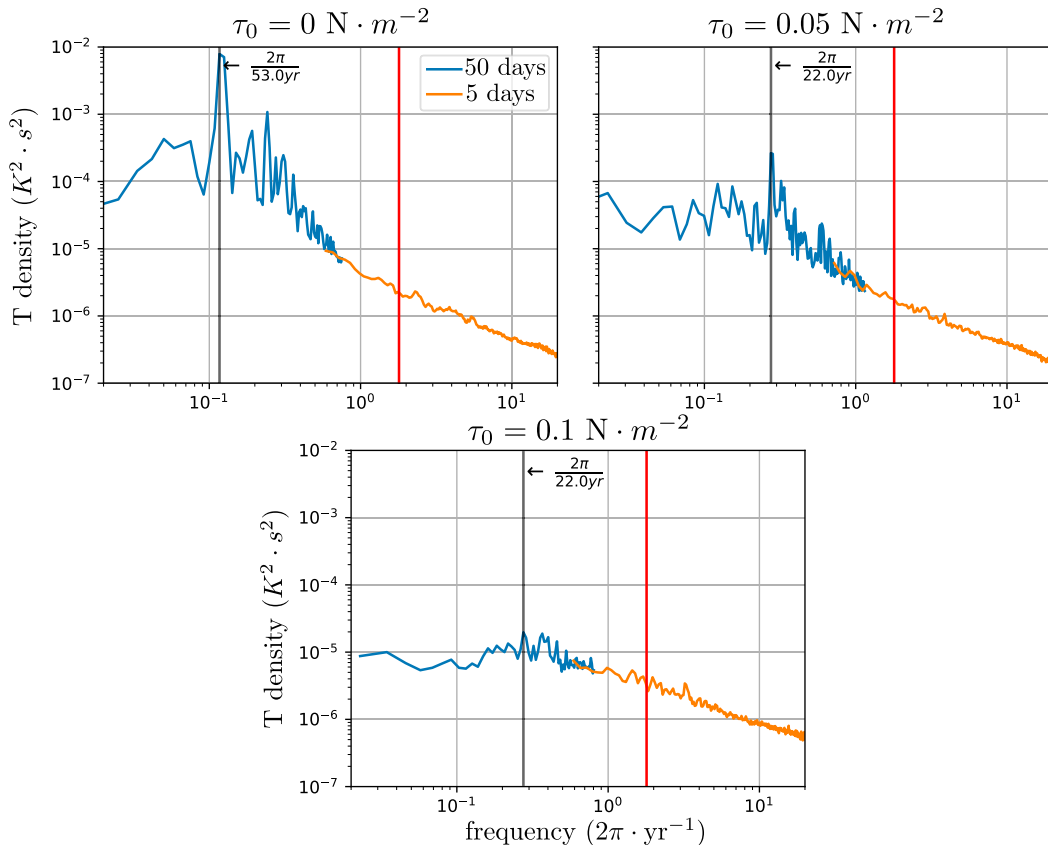 τ₀ = 0 N · m⁻²
T density (K² · s²)
10⁻²
10⁻³
10⁻⁴
10⁻⁵
10⁻⁶
10⁻⁷
← 2π/53.0yr
50 days
5 days
10⁻¹ 10⁰ 10¹
τ₀ = 0.05 N · m⁻²
← 2π/22.0yr
10⁻¹ 10⁰ 10¹
τ₀ = 0.1 N · m⁻²
T density (K² · s²)
10⁻²
10⁻³
10⁻⁴
10⁻⁵
10⁻⁶
10⁻⁷
← 2π/22.0yr
10⁻¹ 10⁰ 10¹
frequency (2π · yr⁻¹)